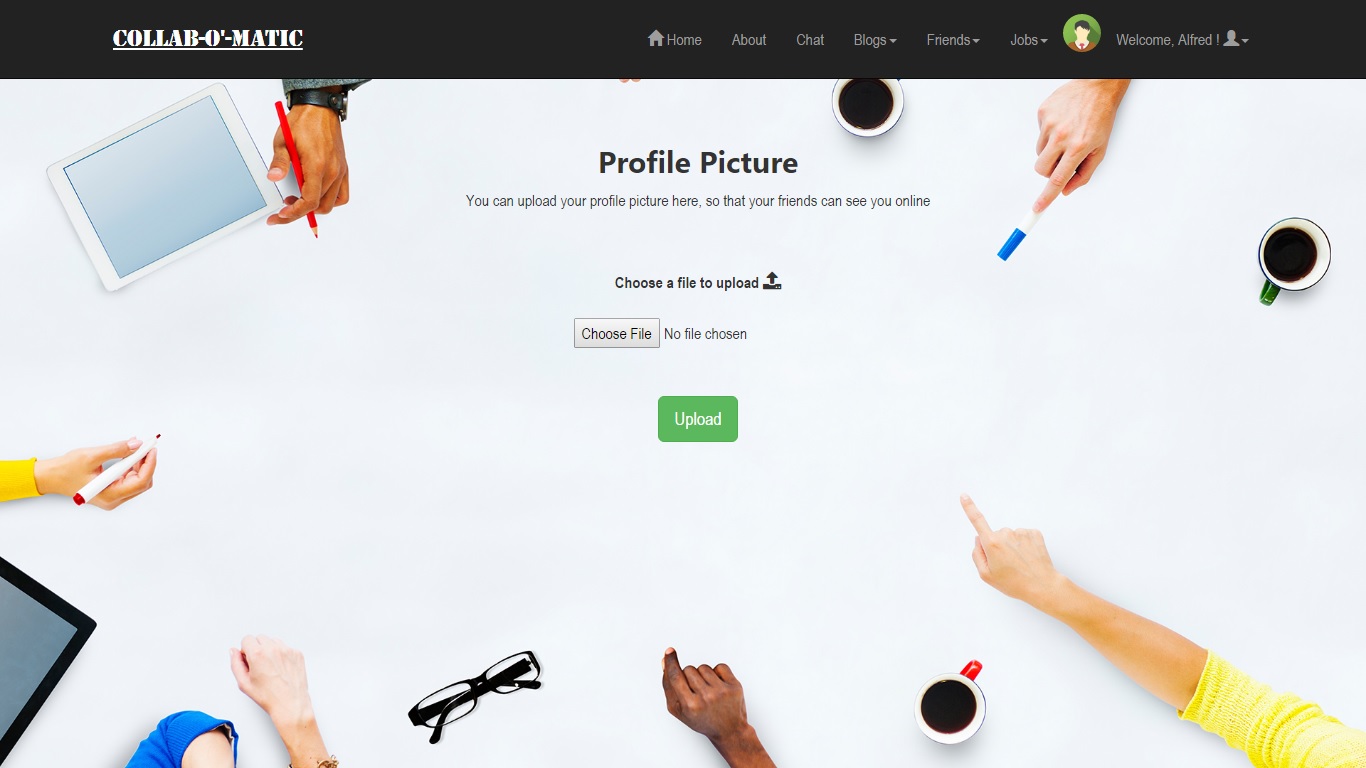 COLLAB-O'-MATIC
Home About Chat Blogs Friends Jobs Welcome, Alfred !
Profile Picture
You can upload your profile picture here, so that your friends can see you online
Choose a file to upload
Choose File No file chosen
Upload